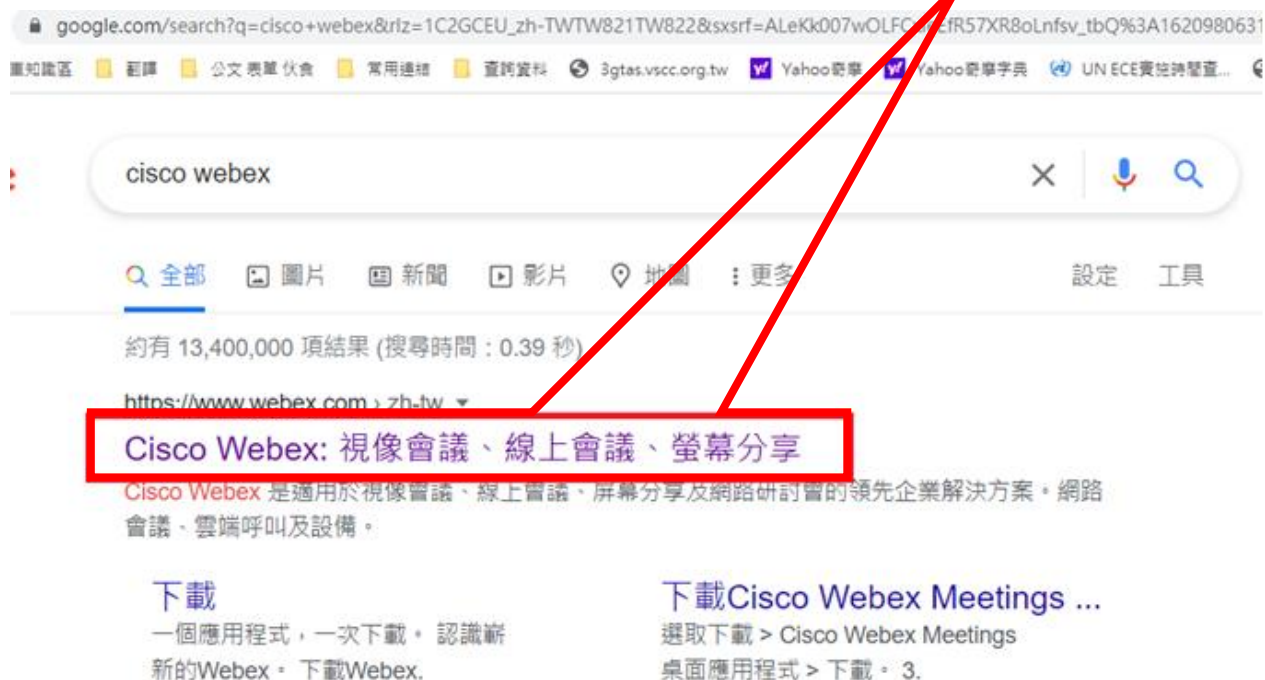 google.com/search?q=cisco+webex&rlz=1C2GCEU_zh-TWTW821TW822&sxsrf=
翻譯 公文表單伙食 常用連結 查詢資料 3gtas.vscc.org.tw Yahoo奇摩 Yahoo奇摩字典 UN ECE實施時間查...
cisco webex
全部 圖片 新聞 影片 地圖 更多 設定 工具
約有 13,400,000 項結果 (搜尋時間:0.39 秒)
https://www.webex.com › zh-tw
Cisco Webex: 視像會議、線上會議、螢幕分享
Cisco Webex 是適用於視像會議、線上會議、屏幕分享及網路研討會的領先企業解決方案。網路
會議、雲端呼叫及設備。
下載 下載Cisco Webex Meetings ...
一個應用程式,一次下載。 認識嶄 選取下載 > Cisco Webex Meetings
新的Webex。 下載Webex. 桌面應用程式 > 下載。 3.